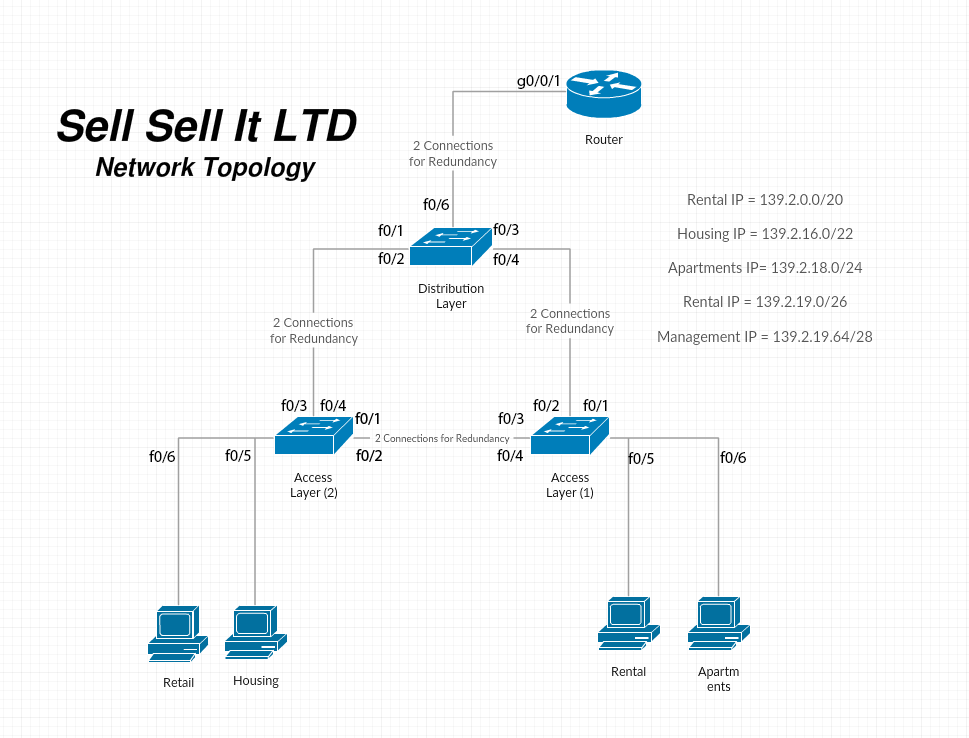 Sell Sell It LTD
Network Topology
g0/0/1
Router
2 Connections
for Redundancy
f0/6
f0/1
f0/3
f0/2
f0/4
Distribution
Layer
Rental IP = 139.2.0.0/20
Housing IP = 139.2.16.0/22
Apartments IP= 139.2.18.0/24
Rental IP = 139.2.19.0/26
Management IP = 139.2.19.64/28
2 Connections
for Redundancy
2 Connections
for Redundancy
f0/3
f0/4
f0/1
f0/2
2 Connections for Redundancy
f0/3
f0/4
f0/2
f0/1
f0/6
f0/5
Access
Layer (2)
Access
Layer (1)
f0/5
f0/6
Retail
Housing
Rental
Apartm
ents